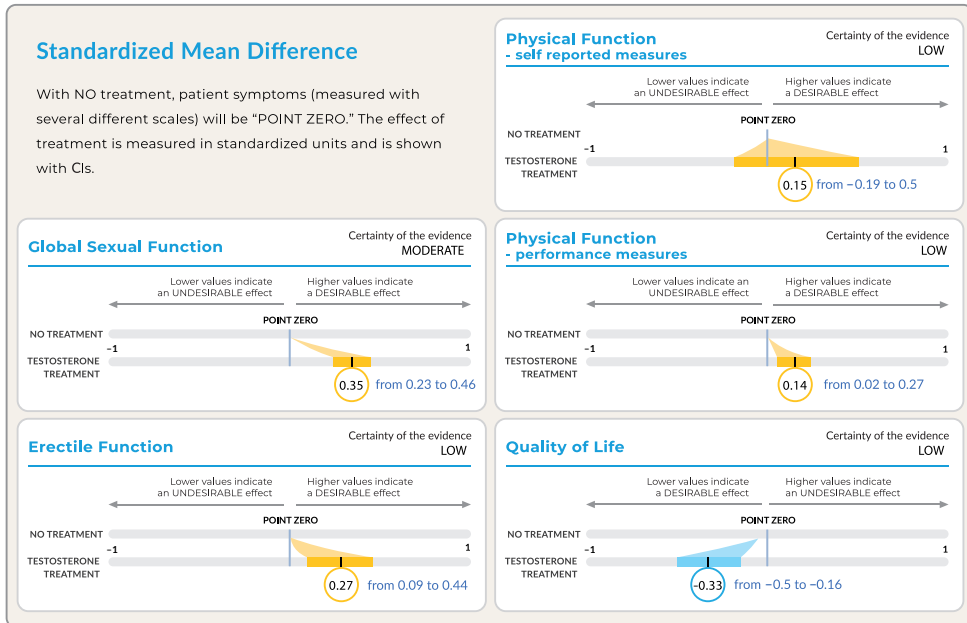 Standardized Mean Difference
With NO treatment, patient symptoms (measured with
several different scales) will be “POINT ZERO.” The effect of
treatment is measured in standardized units and is shown
with CIs.
Physical Function
- self reported measures
Certainty of the evidence
LOW
Lower values indicate
an UNDESIRABLE effect
Higher values indicate
a DESIRABLE effect
POINT ZERO
NO TREATMENT
−1
1
TESTOSTERONE
TREATMENT
0.15
from −0.19 to 0.5
Global Sexual Function
Certainty of the evidence
MODERATE
Lower values indicate
an UNDESIRABLE effect
Higher values indicate
a DESIRABLE effect
POINT ZERO
NO TREATMENT
−1
1
TESTOSTERONE
TREATMENT
0.35
from 0.23 to 0.46
Physical Function
- performance measures
Certainty of the evidence
LOW
Lower values indicate an
UNDESIRABLE effect
Higher values indicate
a DESIRABLE effect
POINT ZERO
NO TREATMENT
−1
1
TESTOSTERONE
TREATMENT
0.14
from 0.02 to 0.27
Erectile Function
Certainty of the evidence
LOW
Lower values indicate
an UNDESIRABLE effect
Higher values indicate
a DESIRABLE effect
POINT ZERO
NO TREATMENT
−1
1
TESTOSTERONE
TREATMENT
0.27
from 0.09 to 0.44
Quality of Life
Certainty of the evidence
LOW
Lower values indicate
a DESIRABLE effect
Higher values indicate
an UNDESIRABLE effect
POINT ZERO
NO TREATMENT
−1
1
TESTOSTERONE
TREATMENT
-0.33
from −0.5 to −0.16